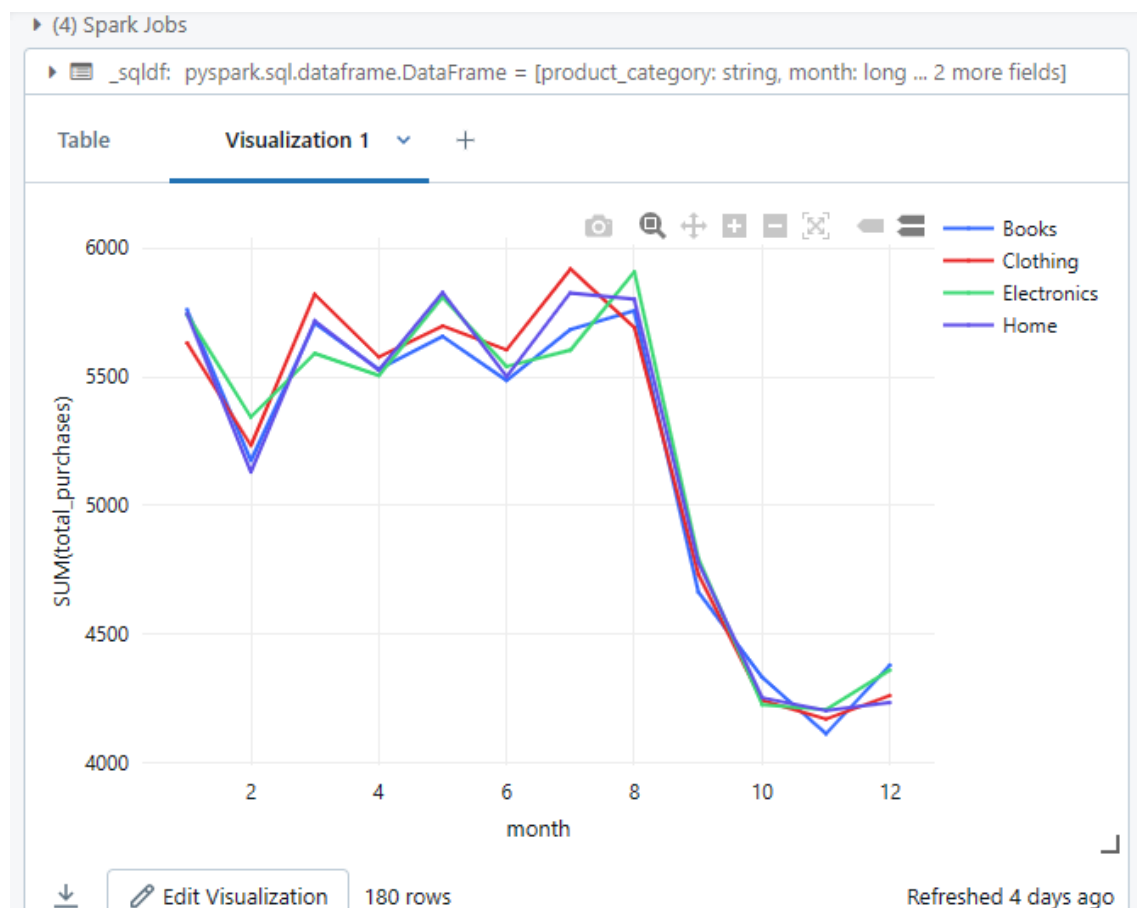 (4) Spark Jobs
_sqldf: pyspark.sql.dataframe.DataFrame = [product_category: string, month: long ... 2 more fields]
Table Visualization 1
Books
Clothing
Electronics
Home
6000
5500
5000
4500
4000
SUM(total_purchases)
2 4 6 8 10 12
month
Edit Visualization 180 rows Refreshed 4 days ago